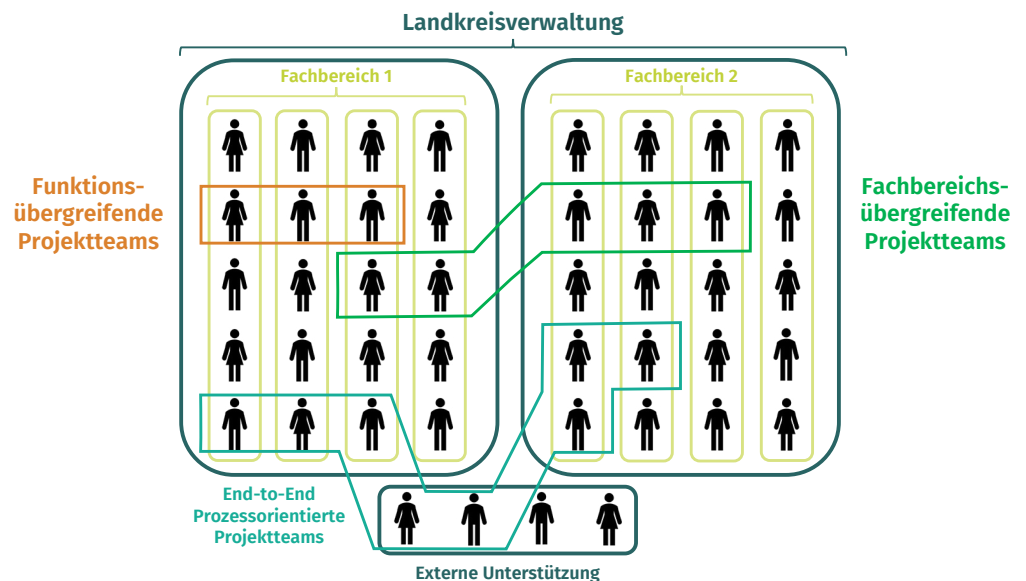 Landkreisverwaltung
Fachbereich 1
Fachbereich 2
Funktions-
übergreifende
Projektteams
Fachbereichs-
übergreifende
Projektteams
End-to-End
Prozessorientierte
Projektteams
Externe Unterstützung